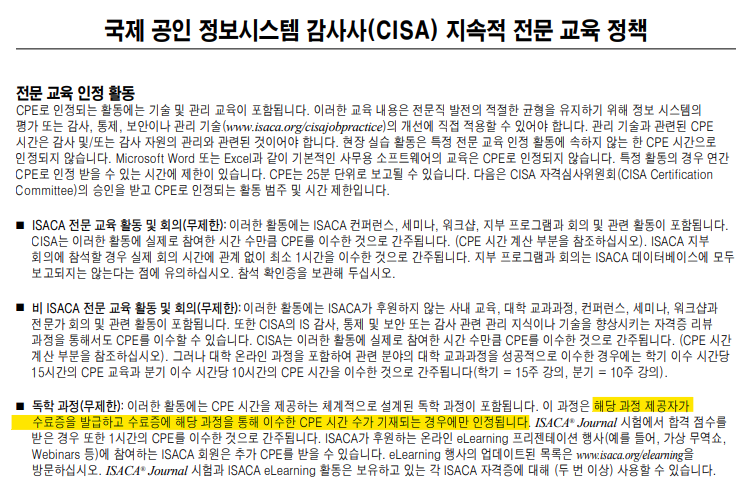 국제 공인 정보시스템 감사사(CISA) 지속적 전문 교육 정책
전문 교육 인정 활동
CPE로 인정되는 활동에는 기술 및 관리 교육이 포함됩니다. 이러한 교육 내용은 전문직 발전의 적절한 균형을 유지하기 위해 정보 시스템의
평가 또는 감사, 통제, 보안이나 관리 기술(www.isaca.org/cisajobpractice)의 개선에 직접 적용할 수 있어야 합니다. 관리 기술과 관련된 CPE
시간은 감사 및/또는 감사 자원의 관리와 관련된 것이어야 합니다. 현장 실습 활동은 특정 전문 교육 인정 활동에 속하지 않는 한 CPE 시간으로
인정되지 않습니다. Microsoft Word 또는 Excel과 같이 기본적인 사무용 소프트웨어의 교육은 CPE로 인정되지 않습니다. 특정 활동의 경우 연간
CPE로 인정 받을 수 있는 시간에 제한이 있습니다. CPE는 25분 단위로 보고될 수 있습니다. 다음은 CISA 자격심사위원회(CISA Certification
Committee)의 승인을 받고 CPE로 인정되는 활동 범주 및 시간 제한입니다.
■ ISACA 전문 교육 활동 및 회의(무제한): 이러한 활동에는 ISACA 컨퍼런스, 세미나, 워크샵, 지부 프로그램과 회의 및 관련 활동이 포함됩니다.
CISA는 이러한 활동에 실제로 참여한 시간 수만큼 CPE를 이수한 것으로 간주됩니다. (CPE 시간 계산 부분을 참조하십시오). ISACA 지부
회의에 참석할 경우 실제 회의 시간에 관계 없이 최소 1시간을 이수한 것으로 간주됩니다. 지부 프로그램과 회의는 ISACA 데이터베이스에 모두
보고되지는 않는다는 점에 유의하십시오. 참석 확인증을 보관해 두십시오.
■ 비 ISACA 전문 교육 활동 및 회의(무제한): 이러한 활동에는 ISACA가 후원하지 않는 사내 교육, 대학 교과과정, 컨퍼런스, 세미나, 워크샵과
전문가 회의 및 관련 활동이 포함됩니다. 또한 CISA의 IS 감사, 통제 및 보안 또는 감사 관련 관리 지식이나 기술을 향상시키는 자격증 리뷰
과정을 통해서도 CPE를 이수할 수 있습니다. CISA는 이러한 활동에 실제로 참여한 시간 수만큼 CPE를 이수한 것으로 간주됩니다. (CPE 시간
계산 부분을 참조하십시오). 그러나 대학 온라인 과정을 포함하여 관련 분야의 대학 교과과정을 성공적으로 이수한 경우에는 학기 이수 시간당
15시간의 CPE 교육과 분기 이수 시간당 10시간의 CPE 시간을 이수한 것으로 간주됩니다(학기 = 15주 강의, 분기 = 10주 강의).
■ 독학 과정(무제한): 이러한 활동에는 CPE 시간을 제공하는 체계적으로 설계된 독학 과정이 포함됩니다. 이 과정은 해당 과정 제공자가
수료증을 발급하고 수료증에 해당 과정을 통해 이수한 CPE 시간 수가 기재되는 경우에만 인정됩니다. ISACA® Journal 시험에서 합격 점수를
받은 경우 또한 1시간의 CPE를 이수한 것으로 간주됩니다. ISACA가 후원하는 온라인 eLearning 프리젠테이션 행사(예를 들어, 가상 무역쇼,
Webinars 등)에 참여하는 ISACA 회원은 추가 CPE를 받을 수 있습니다. eLearning 행사의 업데이트된 목록은 www.isaca.org/elearning을
방문하십시오. ISACA® Journal 시험과 ISACA eLearning 활동은 보유하고 있는 각 ISACA 자격증에 대해 (두 번 이상) 사용할 수 있습니다.